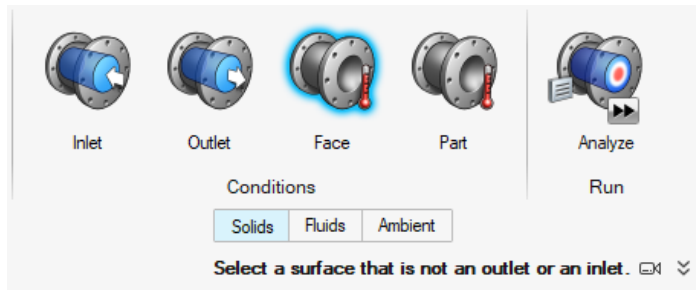 Inlet Outlet Face Part Analyze
Conditions Run
Solids Fluids Ambient
Select a surface that is not an outlet or an inlet.